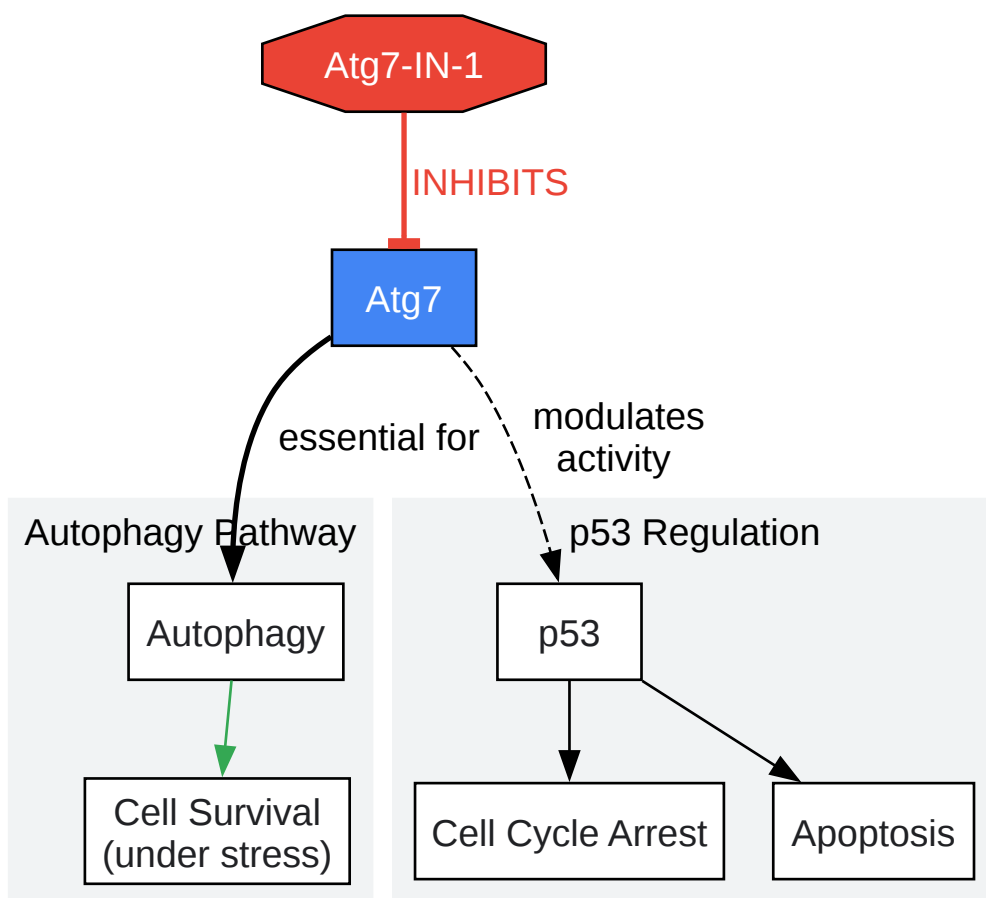 Atg7-IN-1
INHIBITS
Atg7
essential for
modulates
activity
Autophagy Pathway
p53 Regulation
Autophagy
p53
Cell Survival
(under stress)
Cell Cycle Arrest
Apoptosis